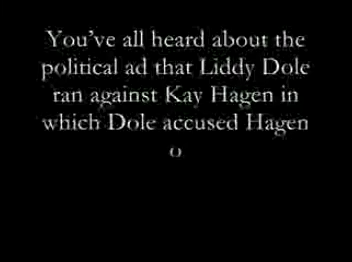 You've all heard about the
political ad that Liddy Dole
ran against Kay Hagen in
which Dole accused Hagen
o